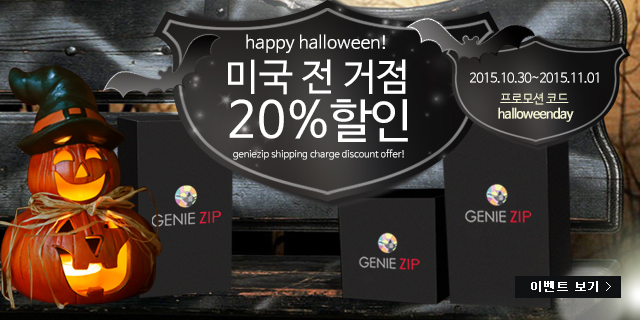 happy halloween!
미국 전 거점
20%할인
geniezip shipping charge discount offer!
2015.10.30~2015.11.01
프로모션 코드
halloweenday
GENIE ZIP
GENIE ZIP
GENIE ZIP
이벤트 보기 >